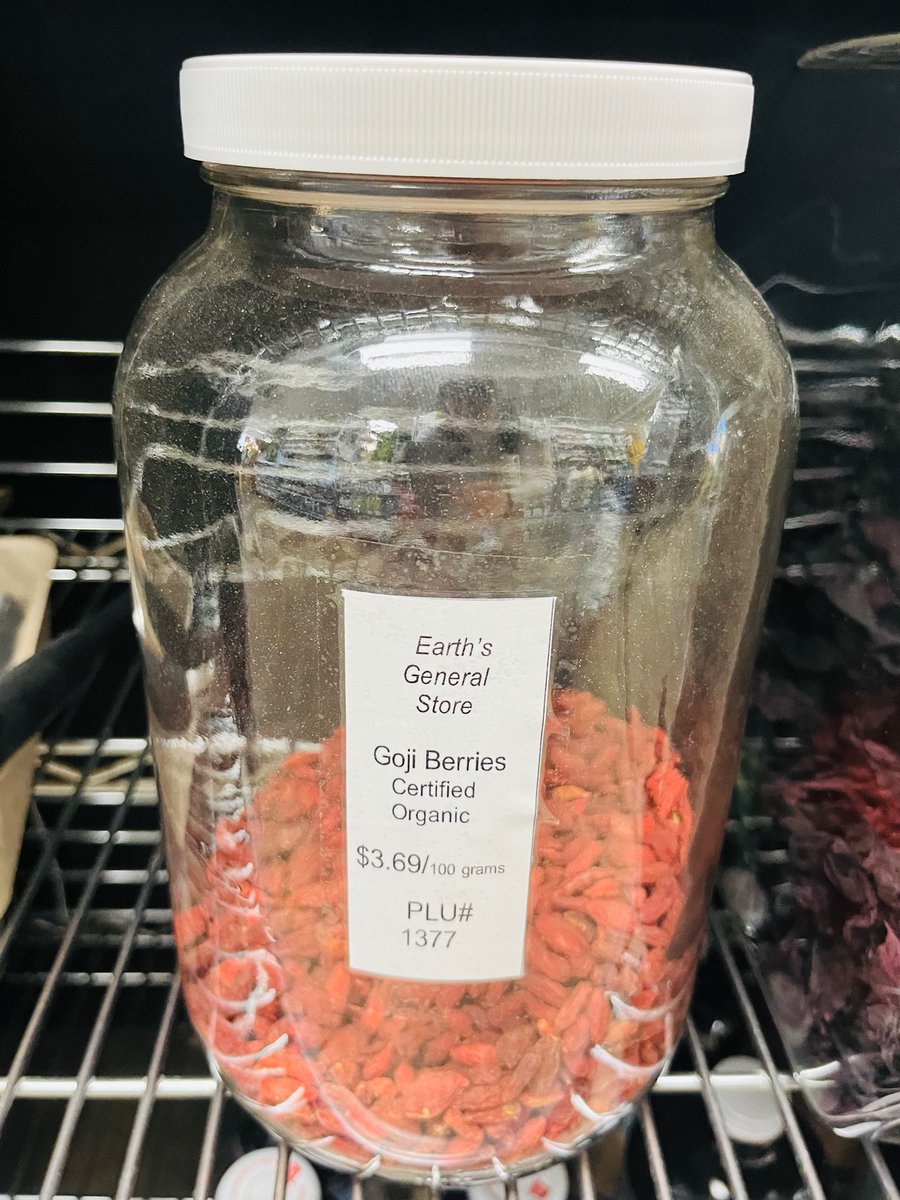 Earth's
General
Store
Goji Berries
Certified
Organic
$3.69/100 grams
PLU#
1377